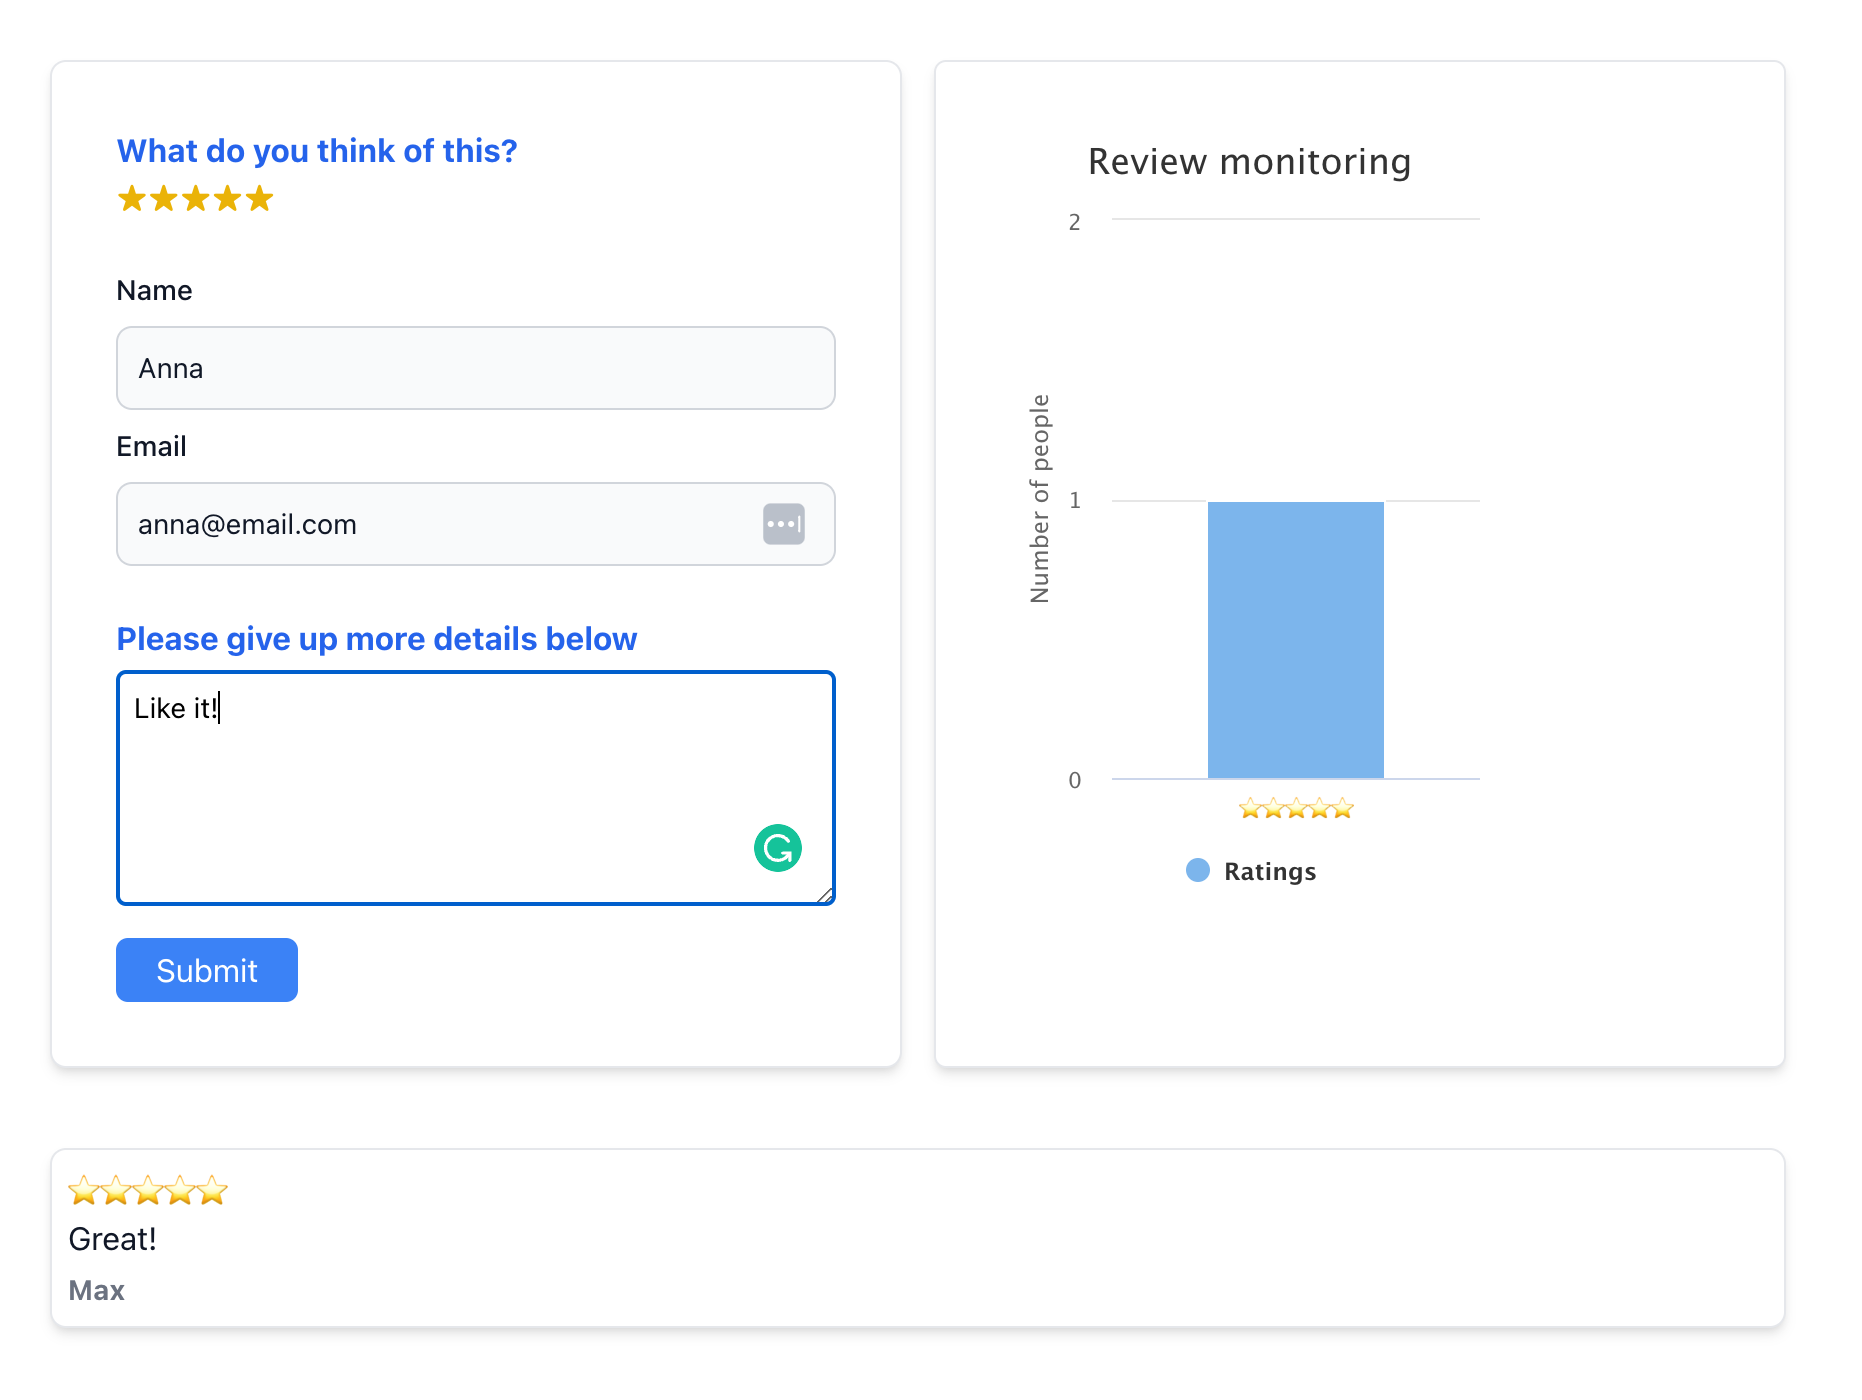 What do you think of this?
Name
Anna
Email
anna@email.com
Please give up more details below
Like it!
Submit
Review monitoring
2
1
0
Number of people
Ratings
Great!
Max